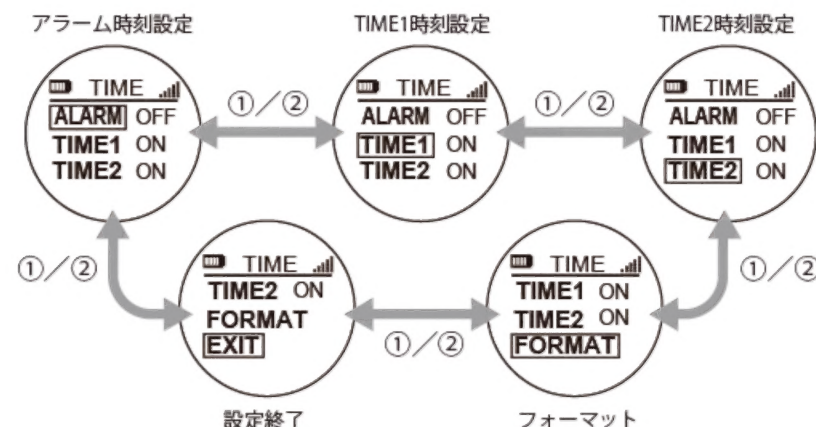 アラーム時刻設定
TIME1時刻設定
TIME2時刻設定
TIME
ALARM OFF
TIME1 ON
TIME2 ON
①／②
TIME
ALARM OFF
TIME1 ON
TIME2 ON
①／②
TIME
ALARM OFF
TIME1 ON
TIME2 ON
①／②
TIME
TIME2 ON
FORMAT
EXIT
①／②
TIME
TIME1 ON
TIME2 ON
FORMAT
①／②
設定終了
フォーマット